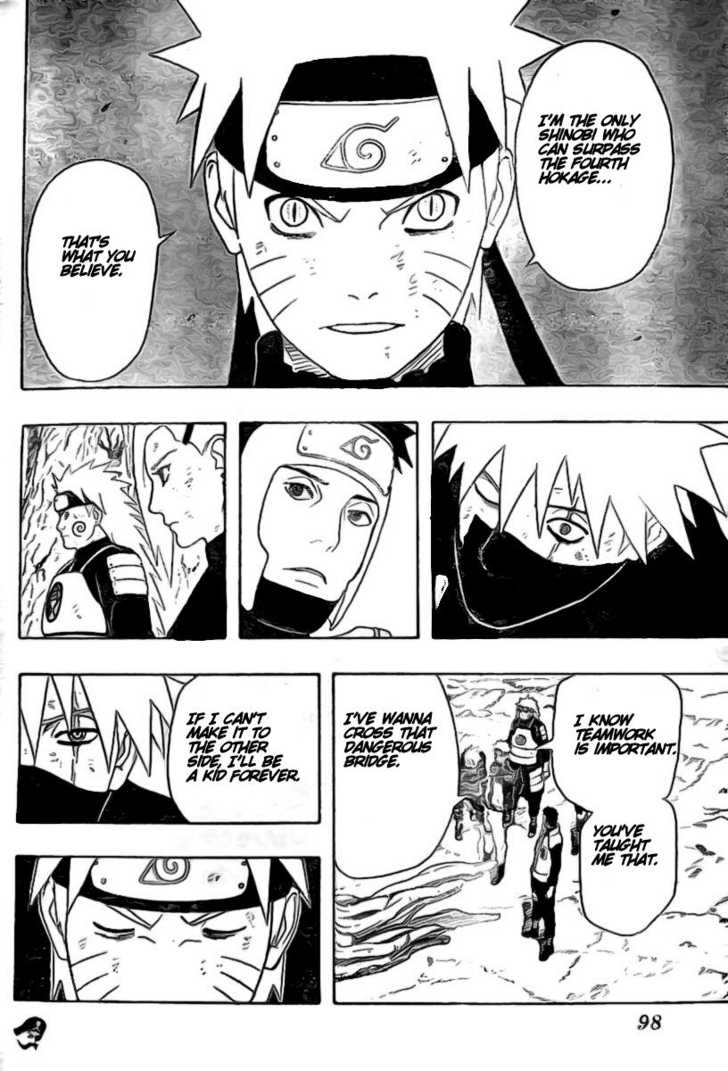 I'M THE ONLY
SHINOBI WHO
CAN SURPASS
THE FOURTH
HOKAGE...
THAT'S
WHAT YOU
BELIEVE.
I KNOW
TEAMWORK
IS IMPORTANT.
YOU'VE
TAUGHT
ME THAT.
I'VE WANNA
CROSS THAT
DANGEROUS
BRIDGE.
IF I CAN'T
MAKE IT TO
THE OTHER
SIDE, I'LL BE
A KID FOREVER.
98